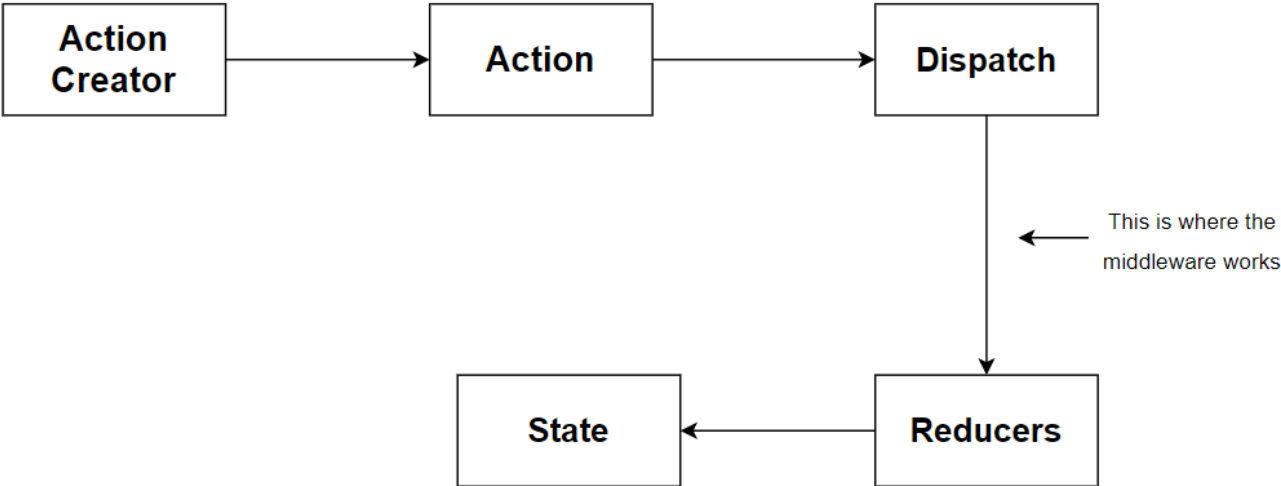 Action
Creator
Action
Dispatch
This is where the
middleware works
State
Reducers